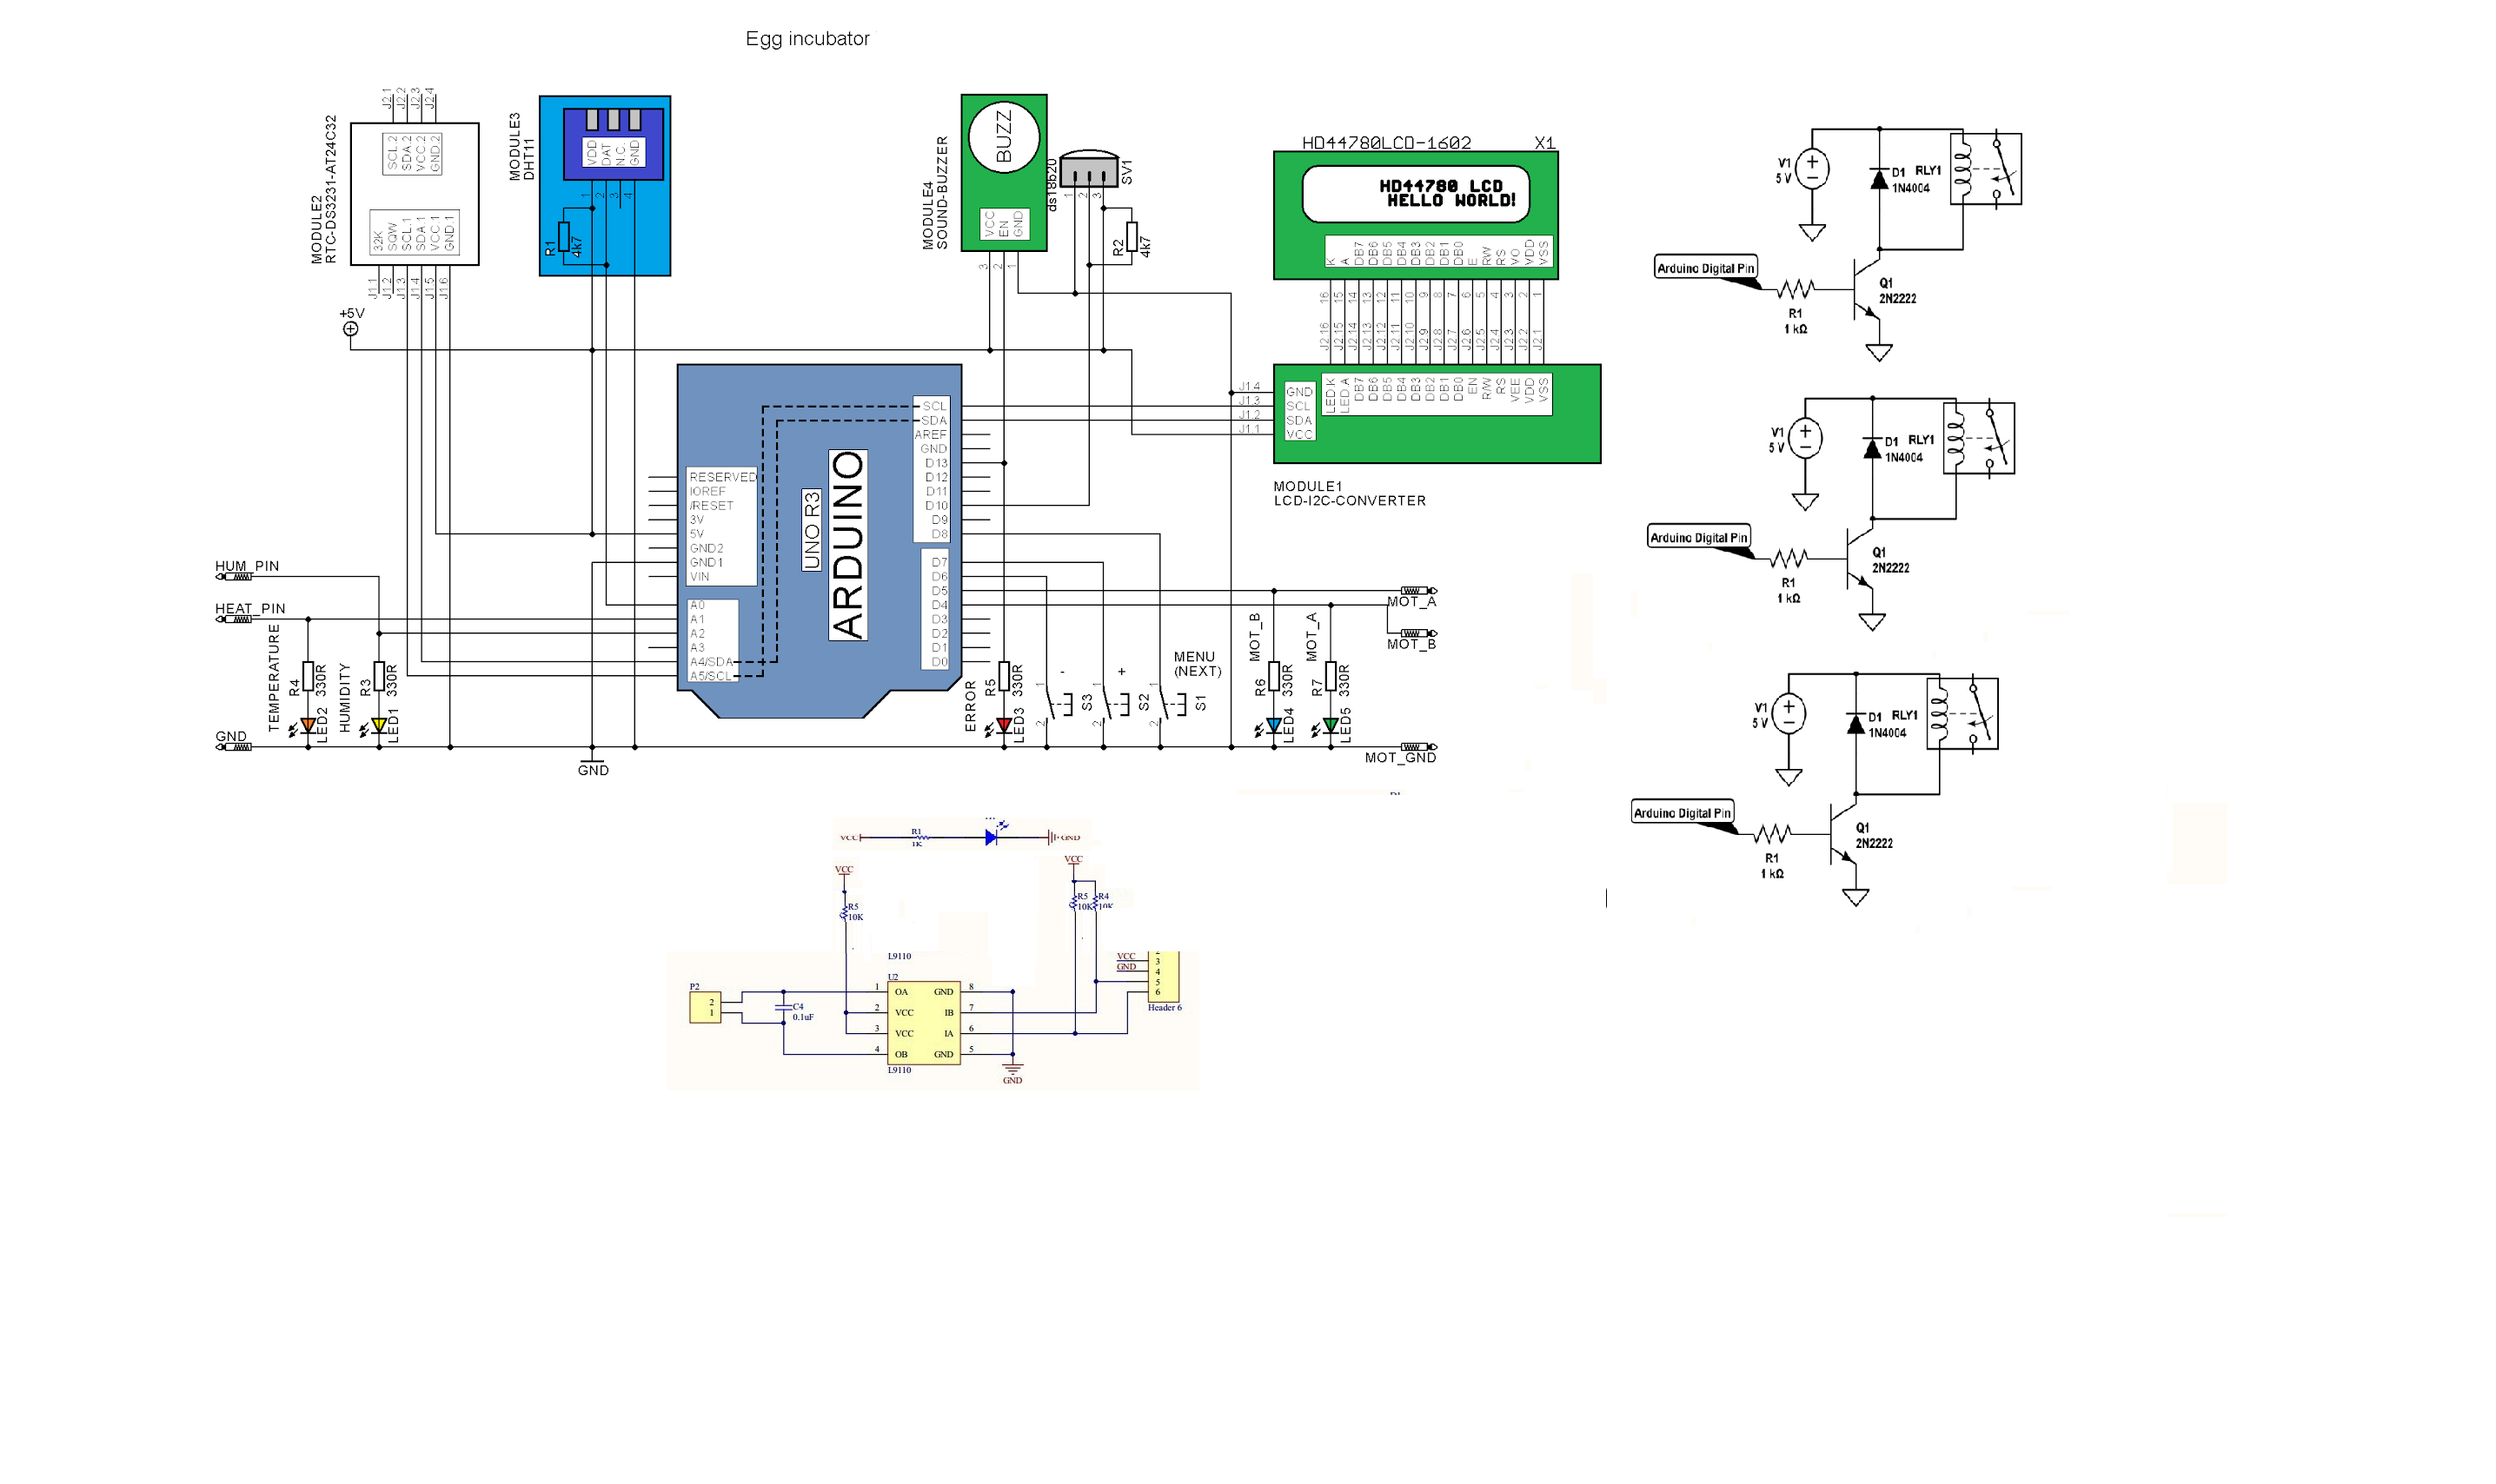 Egg incubator
J2.1
J2.2
J2.3
J2.4
SCL.2
SDA.2
VCC.2
GND.2
MODULE2
RTC-DS3231-AT24C32
32K
SQW
SCL1
SDA1
VCC1
GND1
J1.1
J1.2
J1.3
J1.4
J1.5
J1.6
+5V
MODULE3
DHT11
VDD
DAT
N.C.
GND
1
2
3
4
R1
4k7
MODULE4
SOUND-BUZZER
BUZZ
VCC
EN
GND
3
2
1
ds18b20
SV1
1
2
3
R2
4k7
HD44780LCD-1602
X1
HD44780 LCD
HELLO WORLD!
K
A
DB7
DB6
DB5
DB4
DB3
DB2
DB1
DB0
E
RW
RS
VO
VDD
VSS
16
15
14
13
12
11
10
9
8
7
6
5
4
3
2
1
J2.16
J2.15
J2.14
J2.13
J2.12
J2.11
J2.10
J2.9
J2.8
J2.7
J2.6
J2.5
J2.4
J2.3
J2.2
J2.1
LED.K
LED.A
DB7
DB6
DB5
DB4
DB3
DB2
DB1
DB0
EN
R/W
RS
VEE
VDD
VSS
J1.4
J1.3
J1.2
J1.1
GND
SCL
SDA
VCC
MODULE1
LCD-I2C-CONVERTER
UNO R3
ARDUINO
RESERVED
IOREF
/RESET
3V
5V
GND2
GND1
VIN
A0
A1
A2
A3
A4/SDA
A5/SCL
SCL
SDA
AREF
GND
D13
D12
D11
D10
D9
D8
D7
D6
D5
D4
D3
D2
D1
D0
HUM_PIN
HEAT_PIN
GND
TEMPERATURE
R4
330R
LED2
HUMIDITY
R3
330R
LED1
GND
ERROR
R5
330R
LED3
-
1
2
S3
+
1
2
S2
MENU
(NEXT)
1
2
S1
MOT_B
R6
330R
LED4
MOT_A
R7
330R
LED5
MOT_A
MOT_B
MOT_GND
V1
5 V
D1
1N4004
RLY1
Arduino Digital Pin
R1
1 kΩ
Q1
2N2222
V1
5 V
D1
1N4004
RLY1
Arduino Digital Pin
R1
1 kΩ
Q1
2N2222
V1
5 V
D1
1N4004
RLY1
Arduino Digital Pin
R1
1 kΩ
Q1
2N2222
VCC
R1
1K
GND
VCC
R5
10K
VCC
R5
10K
R4
10K
L9110
U2
P2
2
1
C4
0.1uF
1
2
3
4
OA
VCC
VCC
OB
GND
IB
IA
GND
8
7
6
5
L9110
GND
VCC
GND
3
4
5
6
Header 6